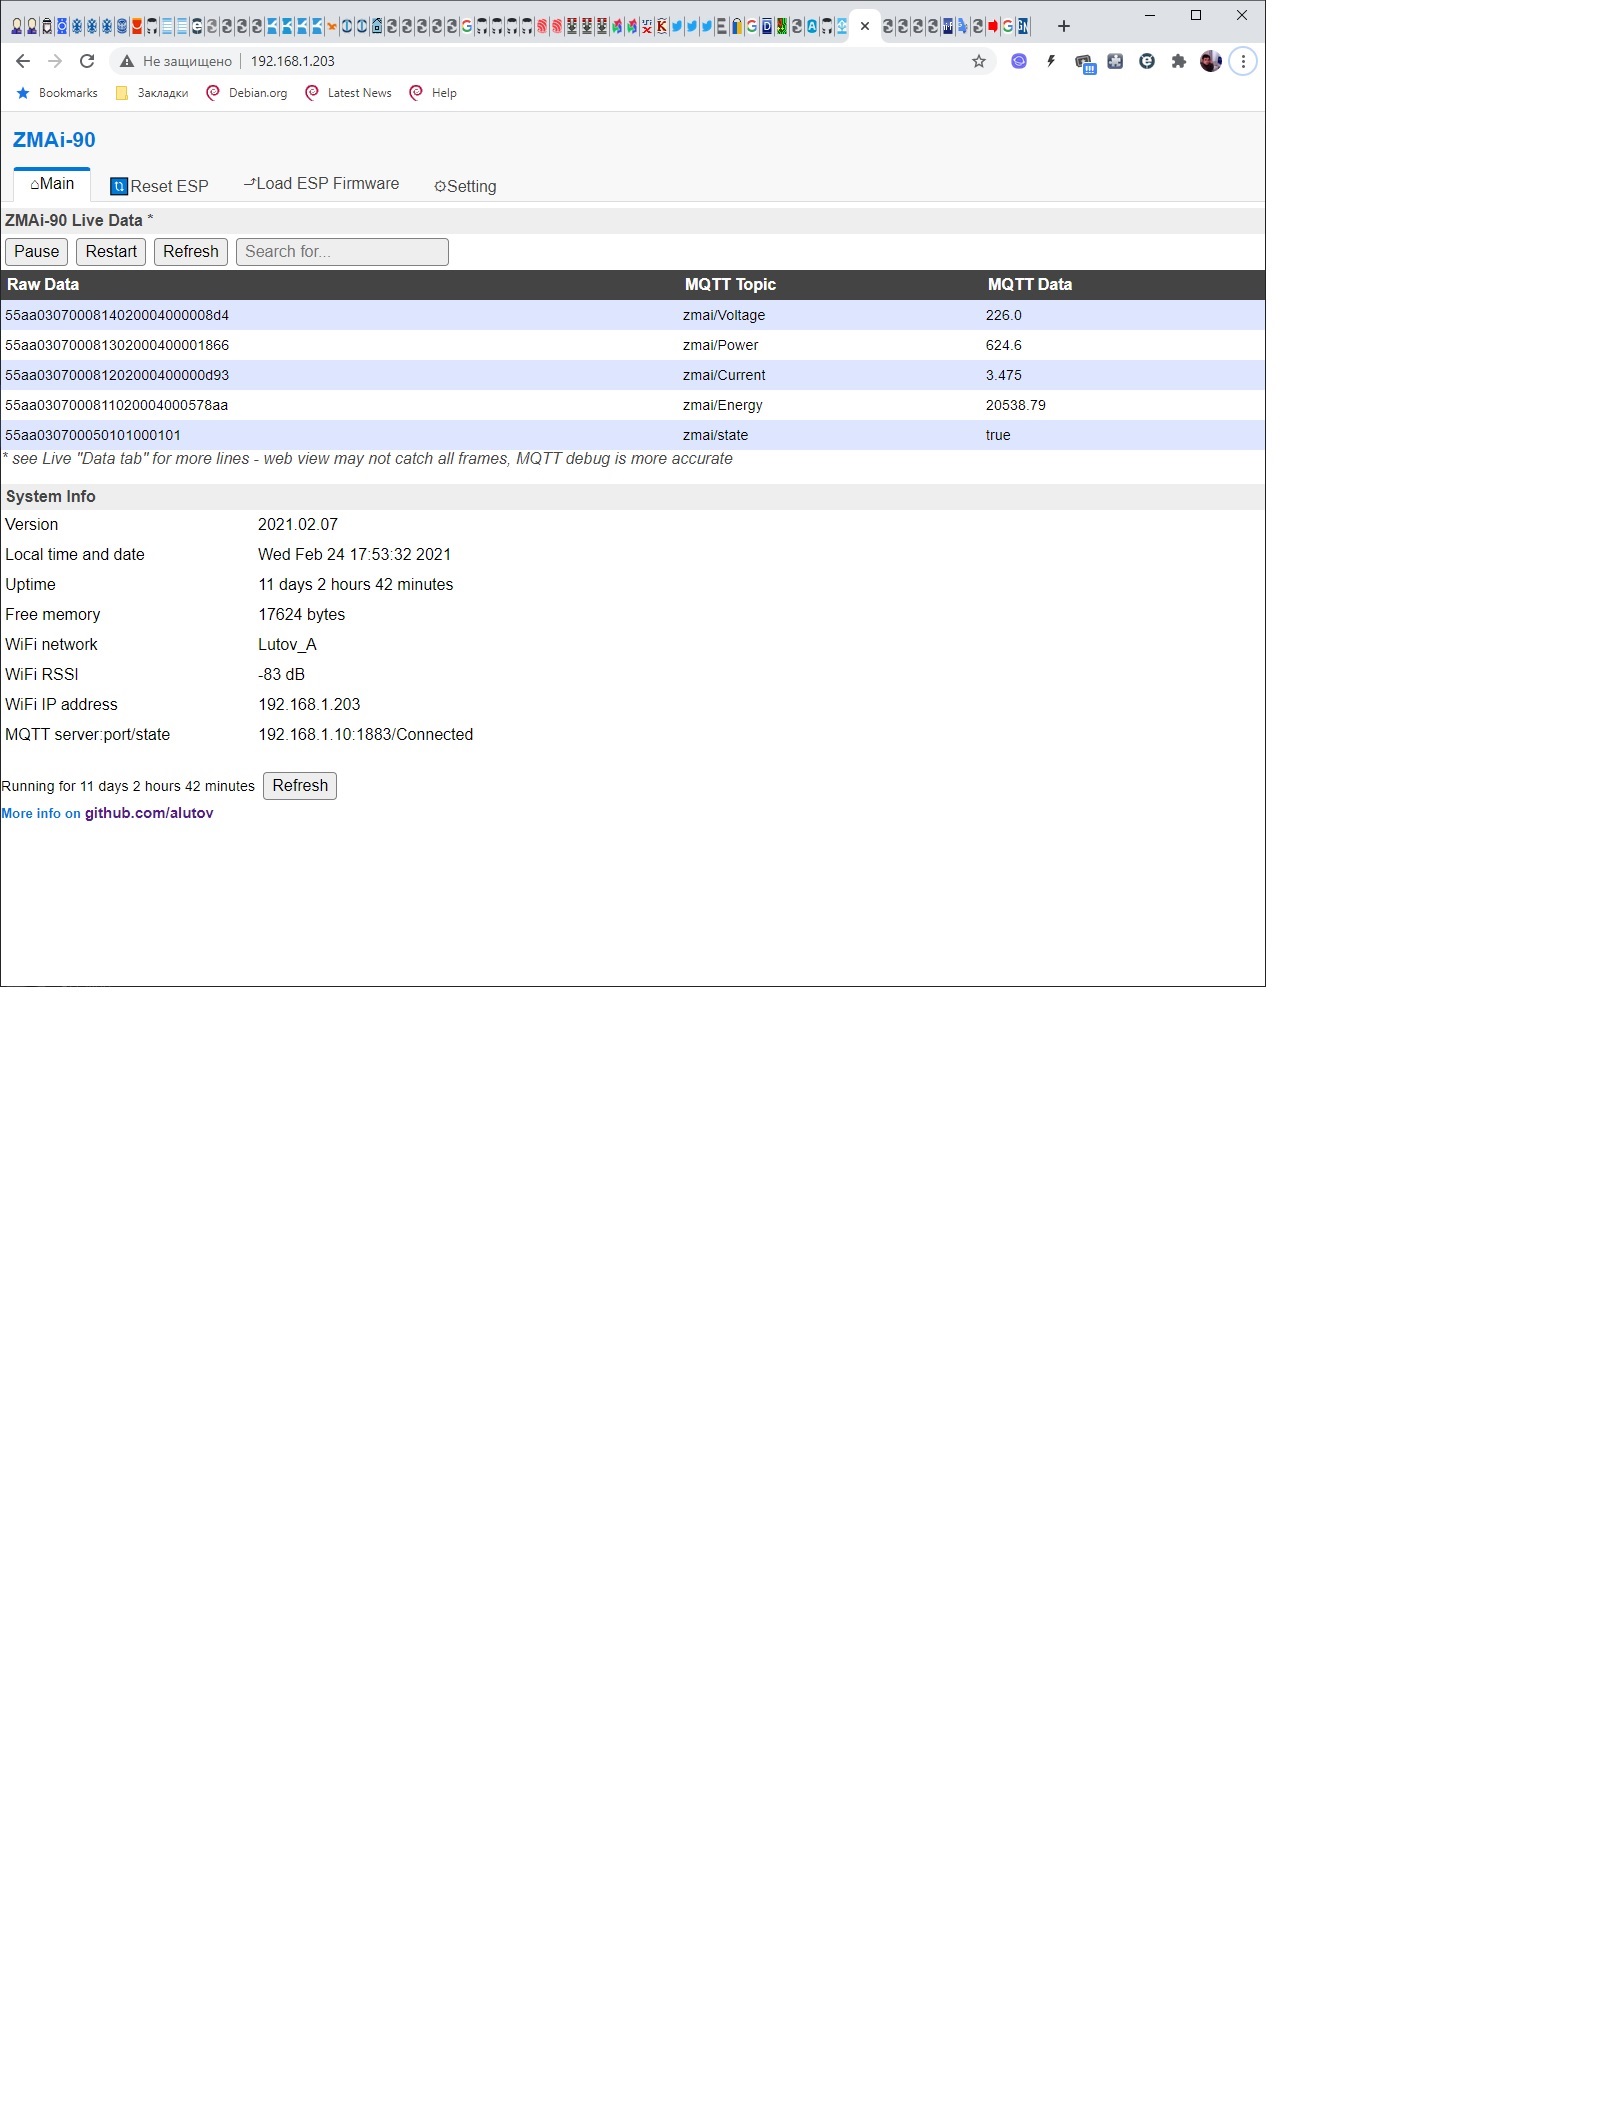 Не защищено 192.168.1.203
Bookmarks Закладки Debian.org Latest News Help
ZMAi-90
Main Reset ESP Load ESP Firmware Setting
ZMAi-90 Live Data *
Pause Restart Refresh Search for...
Raw Data MQTT Topic MQTT Data
55aa0307000814020004000008d4 zmai/Voltage 226.0
55aa030700081302000400001866 zmai/Power 624.6
55aa03070008120200040000​0d93 zmai/Current 3.475
55aa0307000811020004000578aa zmai/Energy 20538.79
55aa030700050101000101 zmai/state true
* see Live "Data tab" for more lines - web view may not catch all frames, MQTT debug is more accurate
System Info
Version 2021.02.07
Local time and date Wed Feb 24 17:53:32 2021
Uptime 11 days 2 hours 42 minutes
Free memory 17624 bytes
WiFi network Lutov_A
WiFi RSSI -83 dB
WiFi IP address 192.168.1.203
MQTT server:port/state 192.168.1.10:1883/Connected
Running for 11 days 2 hours 42 minutes Refresh
More info on github.com/alutov